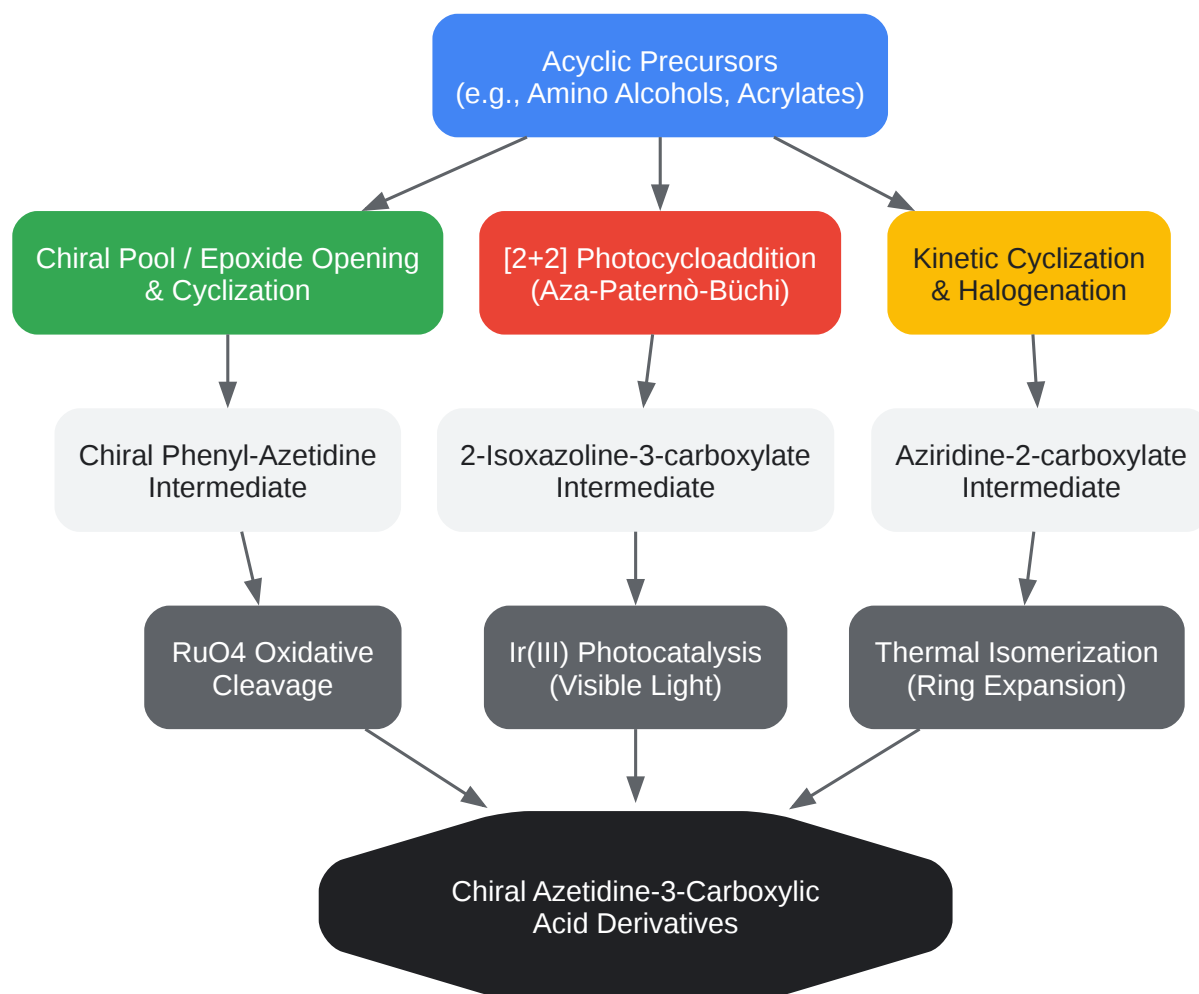 Acyclic Precursors
(e.g., Amino Alcohols, Acrylates)
Chiral Pool / Epoxide Opening
& Cyclization
[2+2] Photocycloaddition
(Aza-Paternò-Büchi)
Kinetic Cyclization
& Halogenation
Chiral Phenyl-Azetidine
Intermediate
2-Isoxazoline-3-carboxylate
Intermediate
Aziridine-2-carboxylate
Intermediate
RuO4 Oxidative
Cleavage
Ir(III) Photocatalysis
(Visible Light)
Thermal Isomerization
(Ring Expansion)
Chiral Azetidine-3-Carboxylic
Acid Derivatives